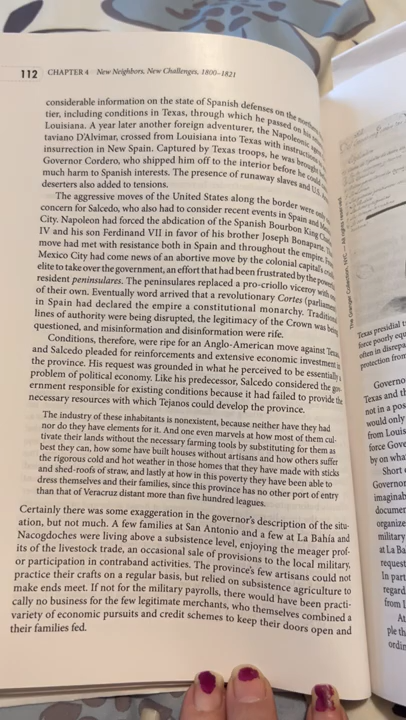 112 CHAPTER 4 New Neighbors, New Challenges, 1800–1821
considerable information on the state of Spanish defenses on the
tier, including conditions in Texas, through which he passed on his
Louisiana. A year later another foreign adventurer, the Napoleonic
taviano D'Alvimar, crossed from Louisiana into Texas with instructions
insurrection in New Spain. Captured by Texas troops, he was brought
Governor Cordero, who shipped him off to the interior before he could
much harm to Spanish interests. The presence of runaway slaves and U.S.
deserters also added to tensions.
The aggressive moves of the United States along the border were only
concern for Salcedo, who also had to consider recent events in Spain and
City. Napoleon had forced the abdication of the Spanish Bourbon King
IV and his son Ferdinand VII in favor of his brother Joseph Bonaparte.
move had met with resistance both in Spain and throughout the empire.
Mexico City had come news of an abortive move by the colonial capital's
elite to take over the government, an effort that had been frustrated by the
resident peninsulares. The peninsulares replaced a pro-criollo viceroy with
of their own. Eventually word arrived that a revolutionary Cortes (parliament)
in Spain had declared the empire a constitutional monarchy. Traditional
lines of authority were being disrupted, the legitimacy of the Crown was being
questioned, and misinformation and disinformation were rife.
Conditions, therefore, were ripe for an Anglo-American move against Texas,
and Salcedo pleaded for reinforcements and extensive economic investment in
the province. His request was grounded in what he perceived to be essentially a
problem of political economy. Like his predecessor, Salcedo considered the gov-
ernment responsible for existing conditions because it had failed to provide the
necessary resources with which Tejanos could develop the province.
The industry of these inhabitants is nonexistent, because neither have they had
nor do they have elements for it. And one even marvels at how most of them cul-
tivate their lands without the necessary farming tools by substituting for them as
best they can, how some have built houses without artisans and how others suffer
the rigorous cold and hot weather in those homes that they have made with sticks
and shed-roofs of straw, and lastly at how in this poverty they have been able to
dress themselves and their families, since this province has no other port of entry
than that of Veracruz distant more than five hundred leagues.
Certainly there was some exaggeration in the governor's description of the situ-
ation, but not much. A few families at San Antonio and a few at La Bahía and
Nacogdoches were living above a subsistence level, enjoying the meager prof-
its of the livestock trade, an occasional sale of provisions to the local military,
or participation in contraband activities. The province's few artisans could not
practice their crafts on a regular basis, but relied on subsistence agriculture to
make ends meet. If not for the military payrolls, there would have been practi-
cally no business for the few legitimate merchants, who themselves combined a
variety of economic pursuits and credit schemes to keep their doors open and
their families fed.
The Granger Collection, NYC — All rights reserved
Texas presidial
force poorly
often in
protection from
Governo
Texas and th
not in a pos
would only
from Louis
force Gove
by on what
Short
Governor
imaginab
documen
organize
military
at La Ba
request
In part
regard
from L
At
ple th
ordin